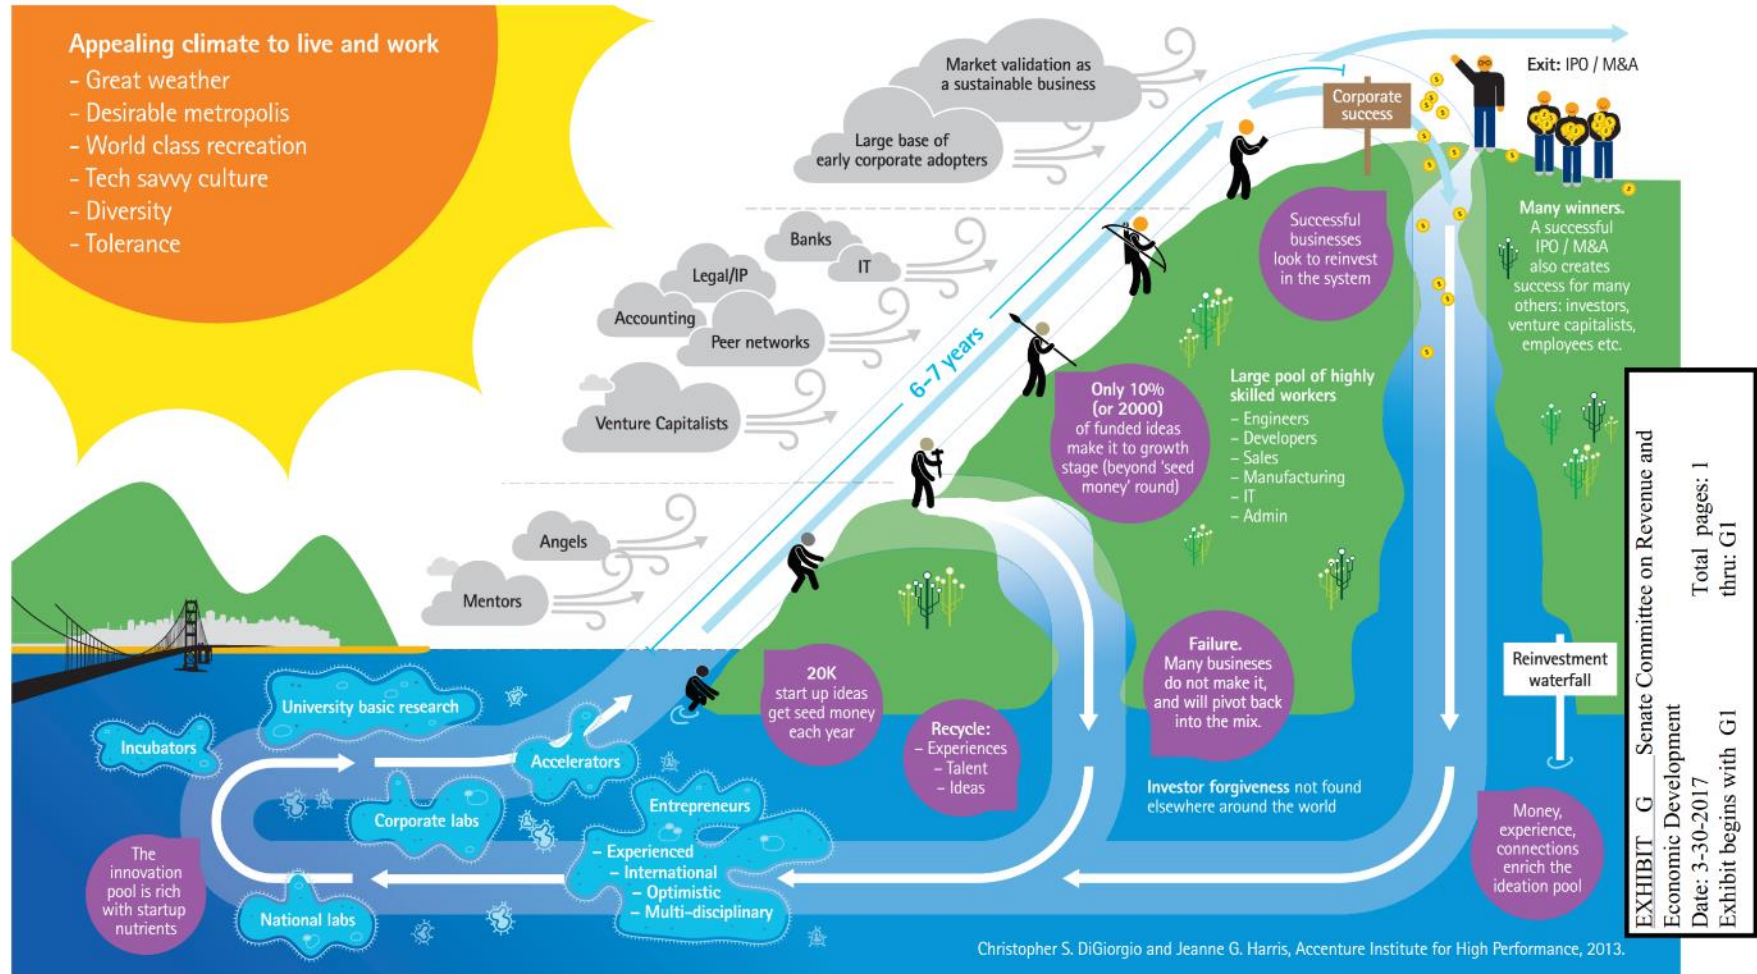 Appealing climate to live and work
- Great weather
- Desirable metropolis
- World class recreation
- Tech savvy culture
- Diversity
- Tolerance
Market validation as
a sustainable business
Large base of
early corporate adopters
Banks
IT
Legal/IP
Accounting
Peer networks
Venture Capitalists
Angels
Mentors
6-7 years
Corporate
success
Exit: IPO / M&A
Successful
businesses
look to reinvest
in the system
Many winners.
A successful
IPO / M&A
also creates
success for many
others: investors,
venture capitalists,
employees etc.
Only 10%
(or 2000)
of funded ideas
make it to growth
stage (beyond 'seed
money' round)
Large pool of highly
skilled workers
– Engineers
– Developers
– Sales
– Manufacturing
– IT
– Admin
20K
start up ideas
get seed money
each year
Recycle:
– Experiences
– Talent
– Ideas
Failure.
Many busineses
do not make it,
and will pivot back
into the mix.
Investor forgiveness not found
elsewhere around the world
Reinvestment
waterfall
Money,
experience,
connections
enrich the
ideation pool
University basic research
Incubators
Accelerators
Corporate labs
Entrepreneurs
– Experienced
– International
– Optimistic
– Multi-disciplinary
National labs
The
innovation
pool is rich
with startup
nutrients
Christopher S. DiGiorgio and Jeanne G. Harris, Accenture Institute for High Performance, 2013.
EXHIBIT G Senate Committee on Revenue and
Economic Development
Date: 3-30-2017 Total pages: 1
Exhibit begins with G1 thru: G1